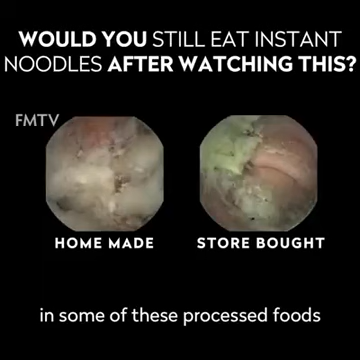 WOULD YOU STILL EAT INSTANT
NOODLES AFTER WATCHING THIS?
FMTV
HOME MADE
STORE BOUGHT
in some of these processed foods